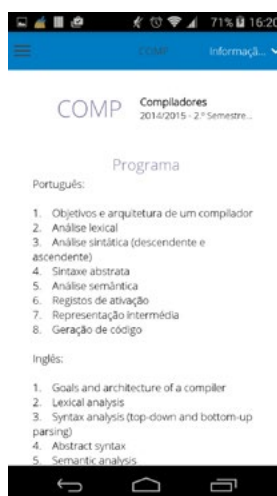 71% 16:20
COMP Informaçã...
COMP Compiladores
2014/2015 - 2.º Semestre...
Programa
Português:
1. Objetivos e arquitetura de um compilador
2. Análise lexical
3. Análise sintática (descendente e
ascendente)
4. Sintaxe abstrata
5. Análise semântica
6. Registos de ativação
7. Representação intermédia
8. Geração de código
Inglês:
1. Goals and architecture of a compiler
2. Lexical analysis
3. Syntax analysis (top-down and bottom-up
parsing)
4. Abstract syntax
5. Semantic analysis